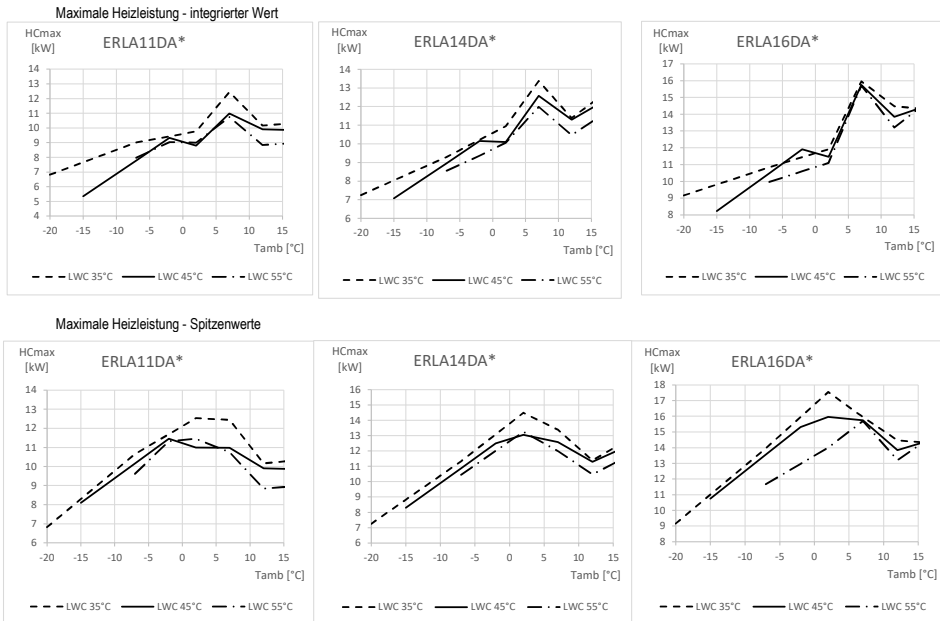 Maximale Heizleistung - integrierter Wert
HCmax
[kW]
ERLA11DA*
14
13
12
11
10
9
8
7
6
5
4
-20 -15 -10 -5 0 5 10 15
Tamb [°C]
LWC 35°C LWC 45°C LWC 55°C
HCmax
[kW]
ERLA14DA*
14
13
12
11
10
9
8
7
6
-20 -15 -10 -5 0 5 10 15
Tamb [°C]
LWC 35°C LWC 45°C LWC 55°C
HCmax
[kW]
ERLA16DA*
17
16
15
14
13
12
11
10
9
8
-20 -15 -10 -5 0 5 10 15
Tamb [°C]
LWC 35°C LWC 45°C LWC 55°C
Maximale Heizleistung - Spitzenwerte
HCmax
[kW]
ERLA11DA*
14
13
12
11
10
9
8
7
6
-20 -15 -10 -5 0 5 10 15
Tamb [°C]
LWC 35°C LWC 45°C LWC 55°C
HCmax
[kW]
ERLA14DA*
16
15
14
13
12
11
10
9
8
7
6
-20 -15 -10 -5 0 5 10 15
Tamb [°C]
LWC 35°C LWC 45°C LWC 55°C
HCmax
[kW]
ERLA16DA*
18
17
16
15
14
13
12
11
10
9
8
-20 -15 -10 -5 0 5 10 15
Tamb [°C]
LWC 35°C LWC 45°C LWC 55°C